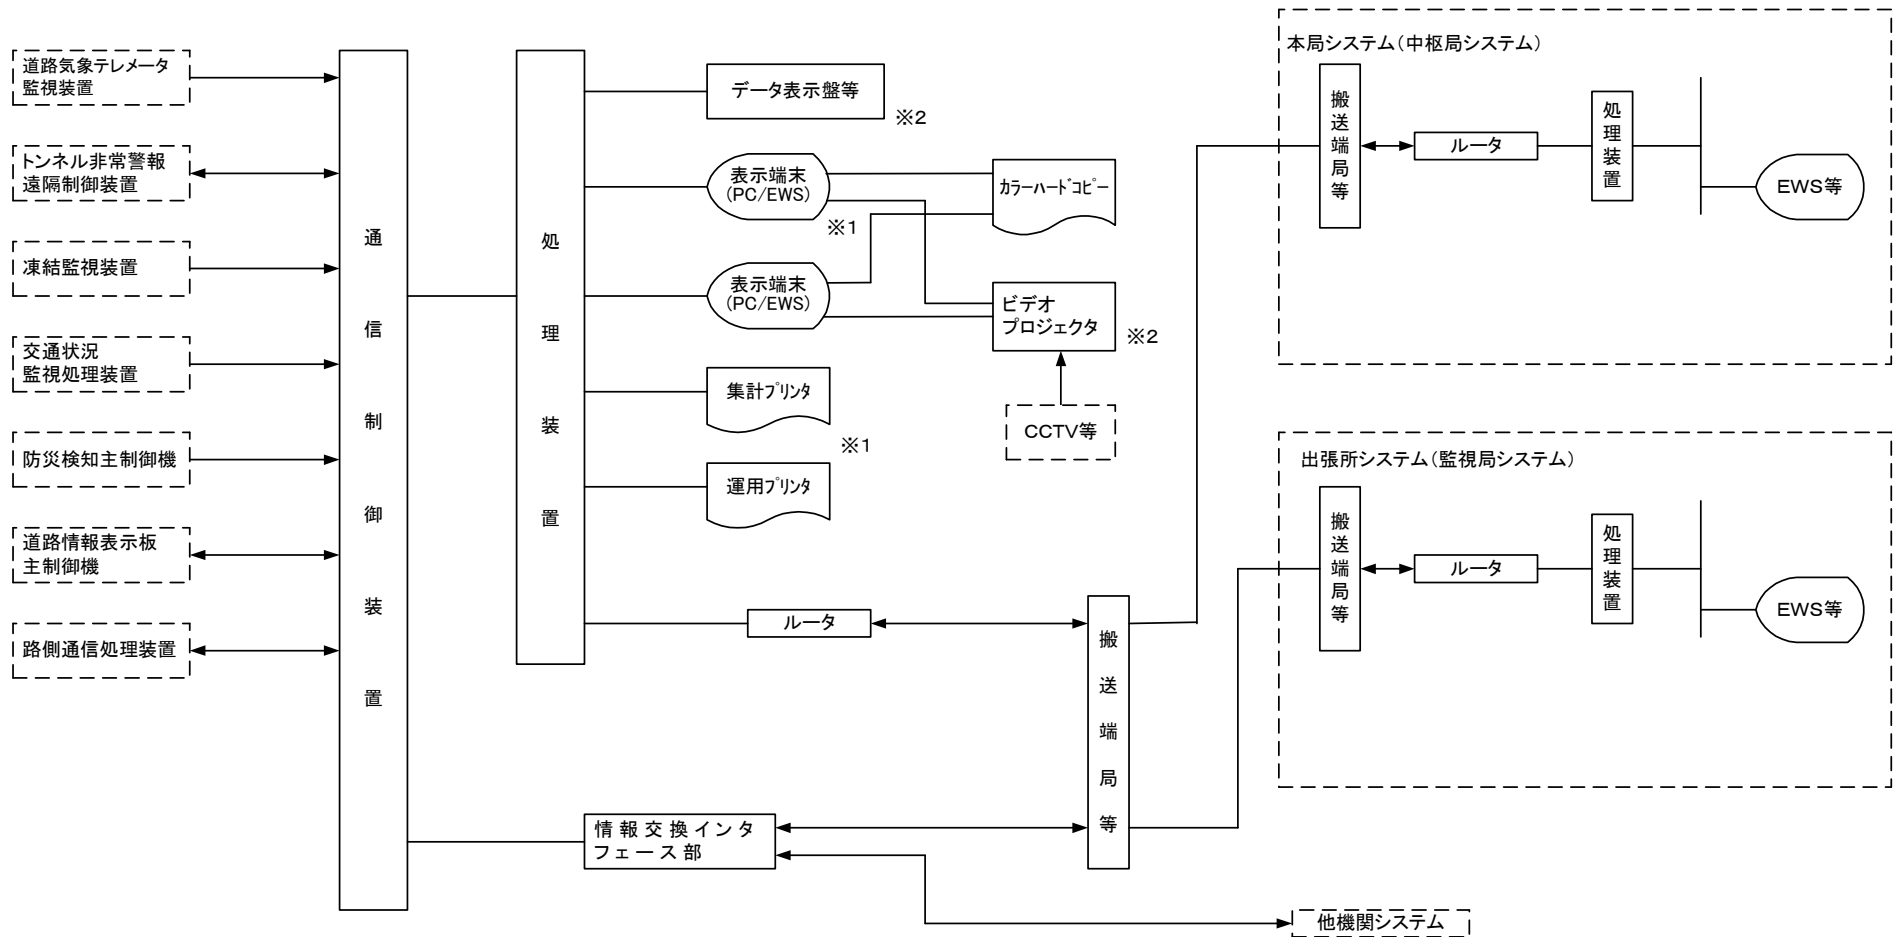 道路気象テレメータ
監視装置
トンネル非常警報
遠隔制御装置
凍結監視装置
交通状況
監視処理装置
防災検知主制御機
道路情報表示板
主制御機
路側通信処理装置
通信制御装置
処理装置
データ表示盤等
※2
表示端末
(PC/EWS)
※1
表示端末
(PC/EWS)
カラーハードコピー
ビデオ
プロジェクタ
※2
CCTV等
集計プリンタ
※1
運用プリンタ
ルータ
情報交換インタ
フェース部
搬送端局等
本局システム(中枢局システム)
搬送端局等
ルータ
処理装置
EWS等
出張所システム(監視局システム)
搬送端局等
ルータ
処理装置
EWS等
他機関システム